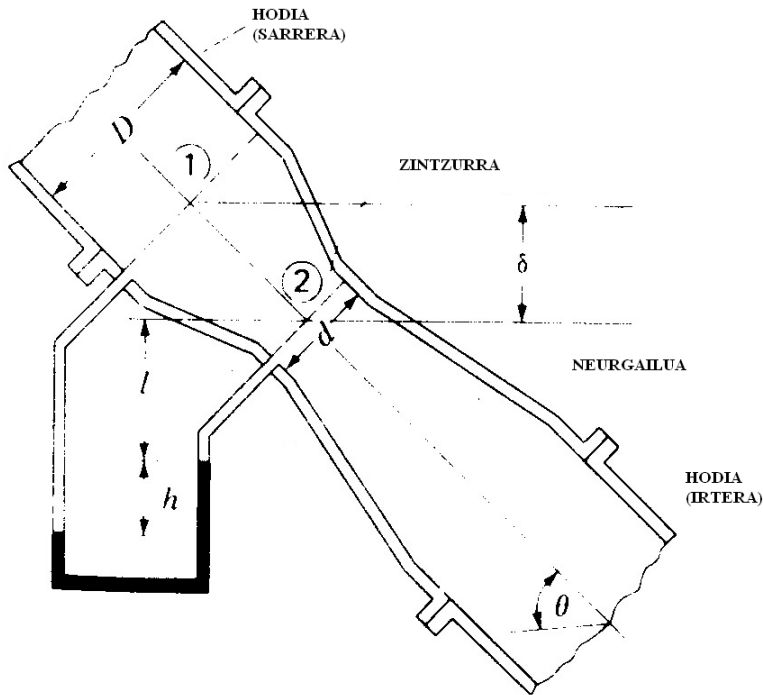 HODIA
(SARRERA)
D
1
ZINTZURRA
2
δ
d
l
NEURGAILUA
h
HODIA
(IRTERA)
θ